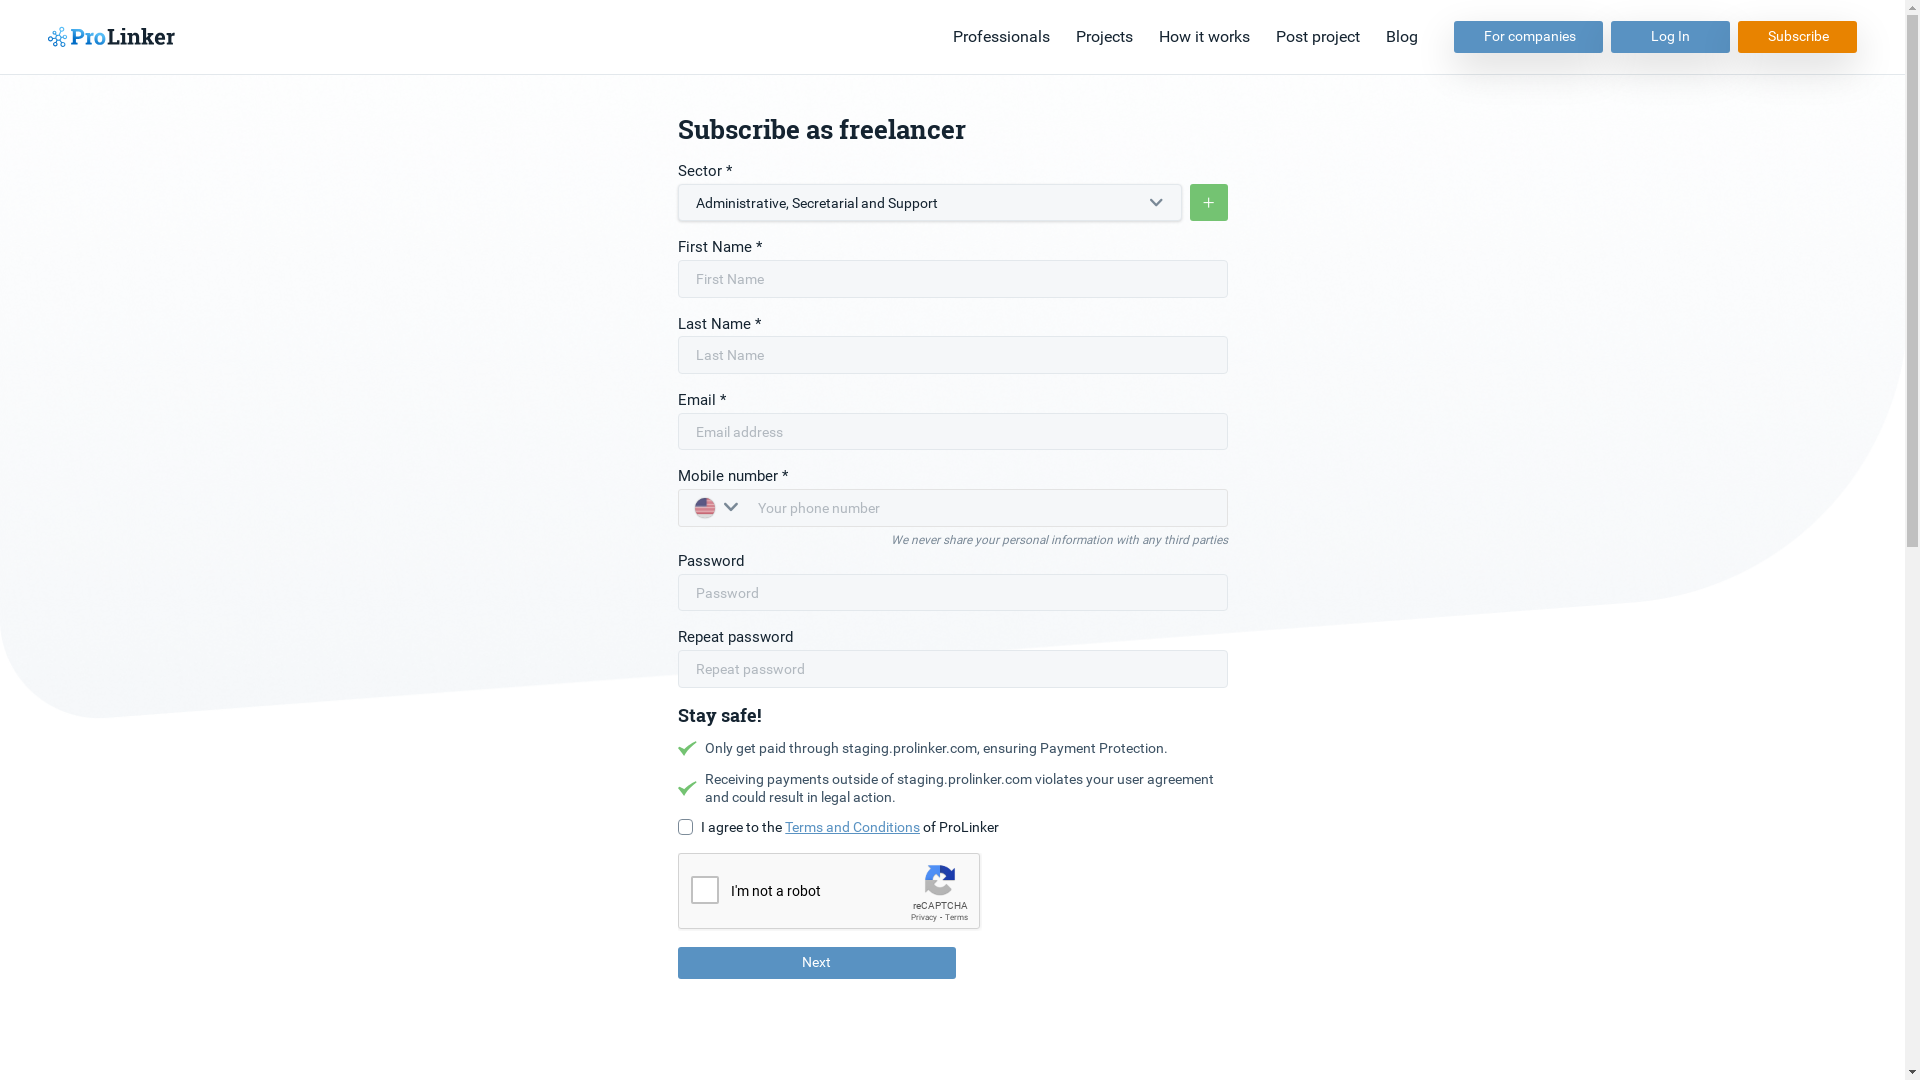 ProLinker
Professionals Projects How it works Post project Blog For companies Log In Subscribe
Subscribe as freelancer
Sector *
Administrative, Secretarial and Support
+
First Name *
First Name
Last Name *
Last Name
Email *
Email address
Mobile number *
Your phone number
We never share your personal information with any third parties
Password
Password
Repeat password
Repeat password
Stay safe!
Only get paid through staging.prolinker.com, ensuring Payment Protection.
Receiving payments outside of staging.prolinker.com violates your user agreement
and could result in legal action.
I agree to the Terms and Conditions of ProLinker
I'm not a robot
reCAPTCHA
Privacy - Terms
Next